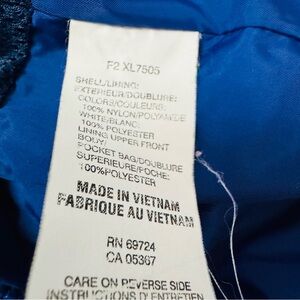 F2 XL7505
SHELL/LINING:
EXTERIEUR/DOUBLURE:
COLORS/COULEURS:
100% NYLON/POLYAMIDE
WHITE/BLANC:
100% POLYESTER
LINING UPPER FRONT
BODY/
POCKET BAG/DOUBLURE
SUPERIEURE/POCHE:
100%POLYESTER
MADE IN VIETNAM
FABRIQUE AU VIETNAM
RN 69724
CA 05367
CARE ON REVERSE SIDE
INSTRUCTIONS D'ENTRETIEN